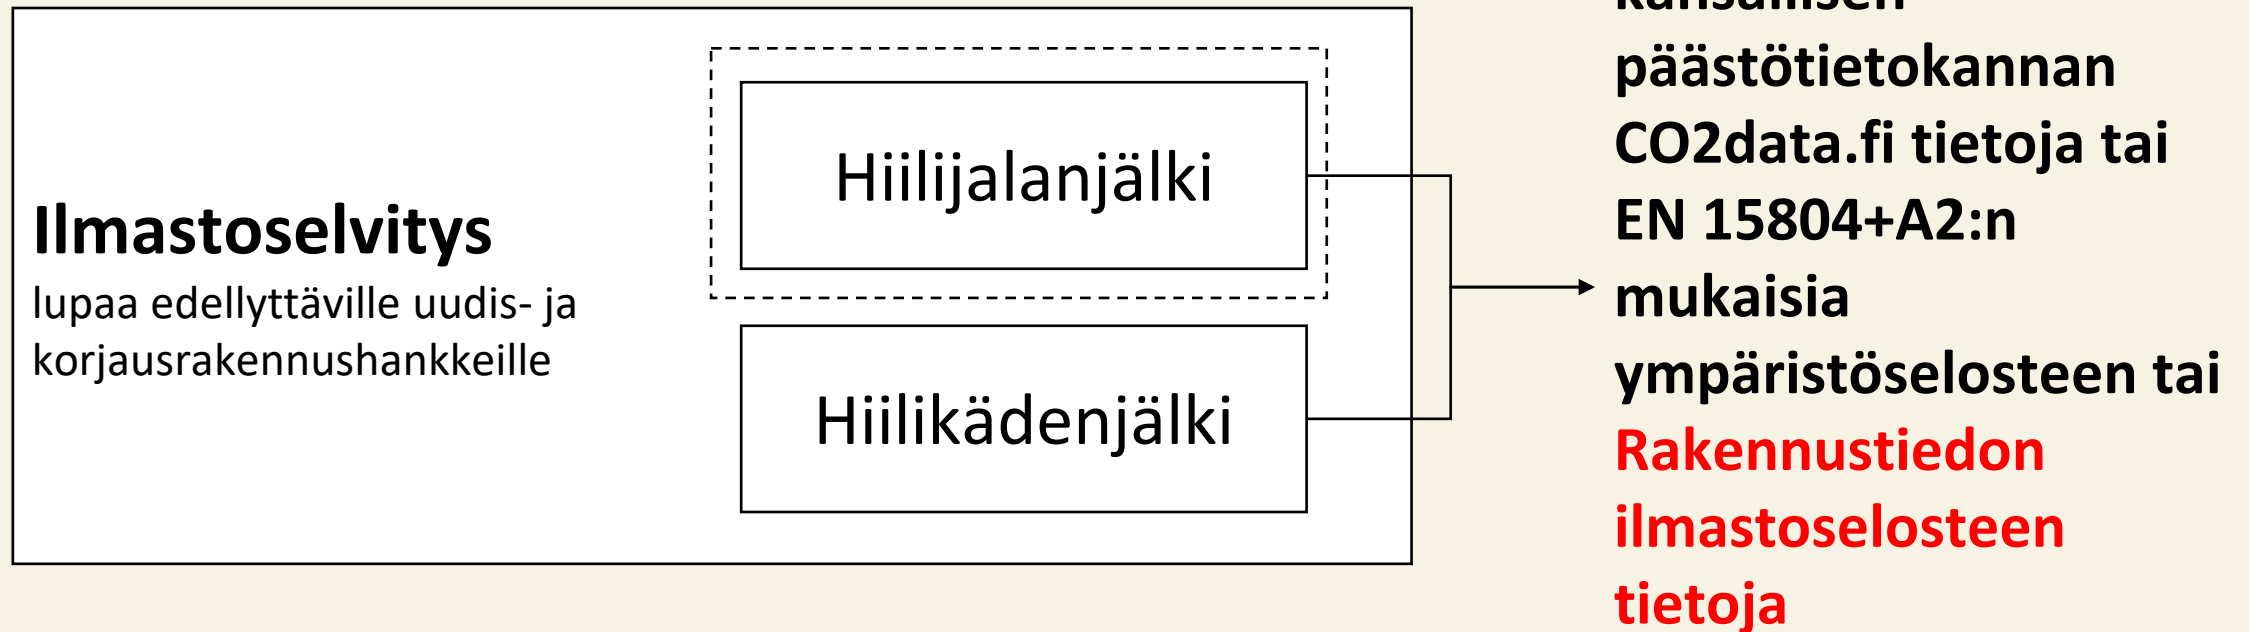 Ilmastoselvitys
lupaa edellyttäville uudis- ja
korjausrakennushankkeille
Hiilijalanjälki
Hiilikädenjälki
kansallisen
päästötietokannan
CO2data.fi tietoja tai
EN 15804+A2:n
mukaisia
ympäristöselosteen tai
Rakennustiedon
ilmastoselosteen
tietoja